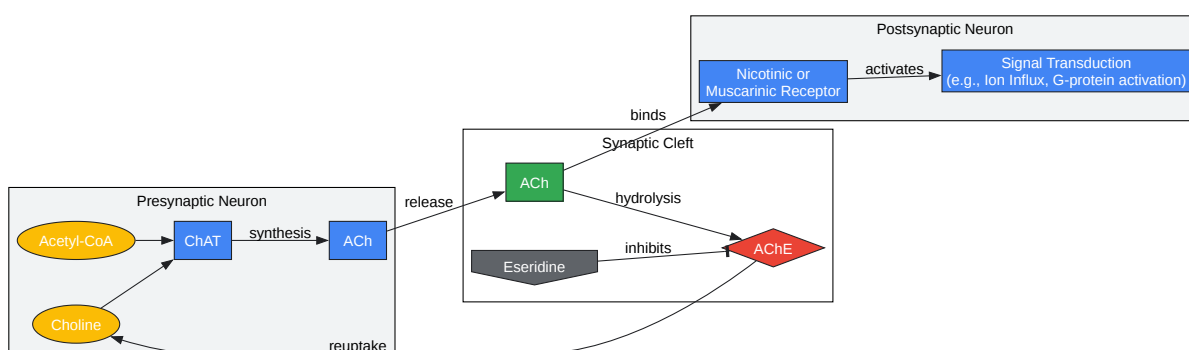 Postsynaptic Neuron
Nicotinic or
Muscarinic Receptor
activates
Signal Transduction
(e.g., Ion Influx, G-protein activation)
binds
Synaptic Cleft
ACh
hydrolysis
Presynaptic Neuron
release
Acetyl-CoA
ChAT
synthesis
ACh
Eseridine
inhibits
AChE
Choline
reuptake